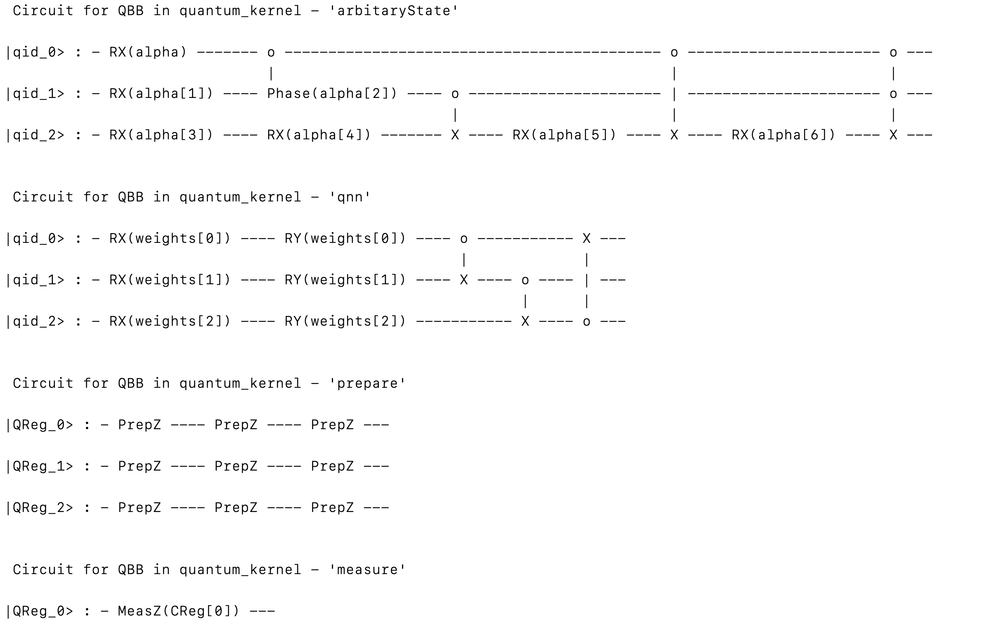 Circuit for QBB in quantum_kernel – 'arbitaryState'
|qid_0> : – RX(alpha) ––––––– o ––––––––––––––––––––––––––––––––––––––––––– o –––––––––––––––––––––– o –––
| | |
|qid_1> : – RX(alpha[1]) –––– Phase(alpha[2]) –––– o –––––––––––––––––––––– | –––––––––––––––––––––– o –––
| | |
|qid_2> : – RX(alpha[3]) –––– RX(alpha[4]) ––––––– X –––– RX(alpha[5]) –––– X –––– RX(alpha[6]) –––– X –––
Circuit for QBB in quantum_kernel – 'qnn'
|qid_0> : – RX(weights[0]) –––– RY(weights[0]) –––– o ––––––––––– X –––
| |
|qid_1> : – RX(weights[1]) –––– RY(weights[1]) –––– X –––– o –––– | –––
| |
|qid_2> : – RX(weights[2]) –––– RY(weights[2]) ––––––––––– X –––– o –––
Circuit for QBB in quantum_kernel – 'prepare'
|QReg_0> : – PrepZ –––– PrepZ –––– PrepZ –––
|QReg_1> : – PrepZ –––– PrepZ –––– PrepZ –––
|QReg_2> : – PrepZ –––– PrepZ –––– PrepZ –––
Circuit for QBB in quantum_kernel – 'measure'
|QReg_0> : – MeasZ(CReg[0]) –––